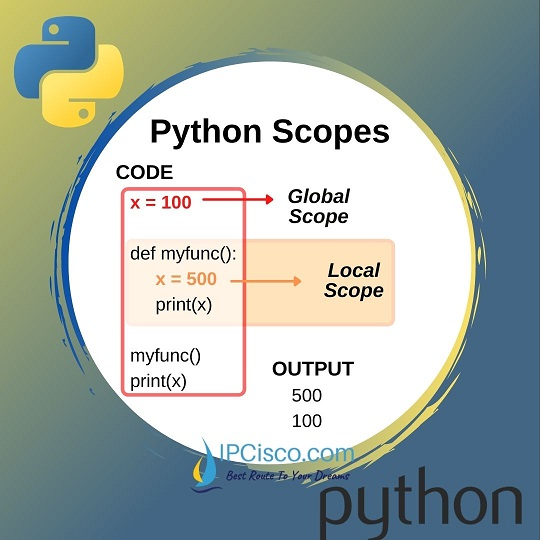 Python Scopes
CODE
x = 100
Global
Scope
def myfunc():
x = 500
Local
Scope
print(x)
myfunc()
print(x)
OUTPUT
500
100
IPCisco.com
Best Route To Your Dreams
python